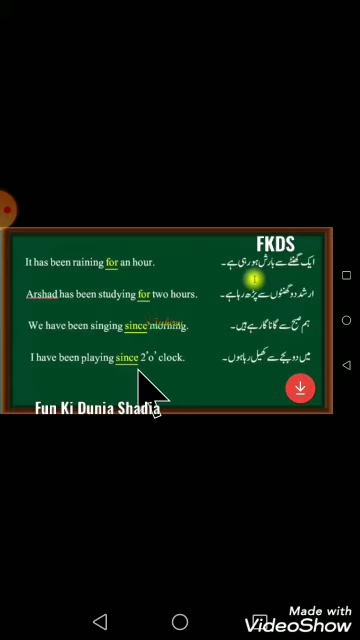 FKDS
It has been raining for an hour. ایک گھنٹے سے بارش ہو رہی ہے۔
Arshad has been studying for two hours. ارشد دو گھنٹوں سے پڑھ رہا ہے۔
We have been singing since morning. ہم صبح سے گانا گا رہے ہیں۔
I have been playing since 2'o' clock. میں دو بجے سے کھیل رہا ہوں۔
Fun Ki Dunia Shadia
Made with
VideoShow